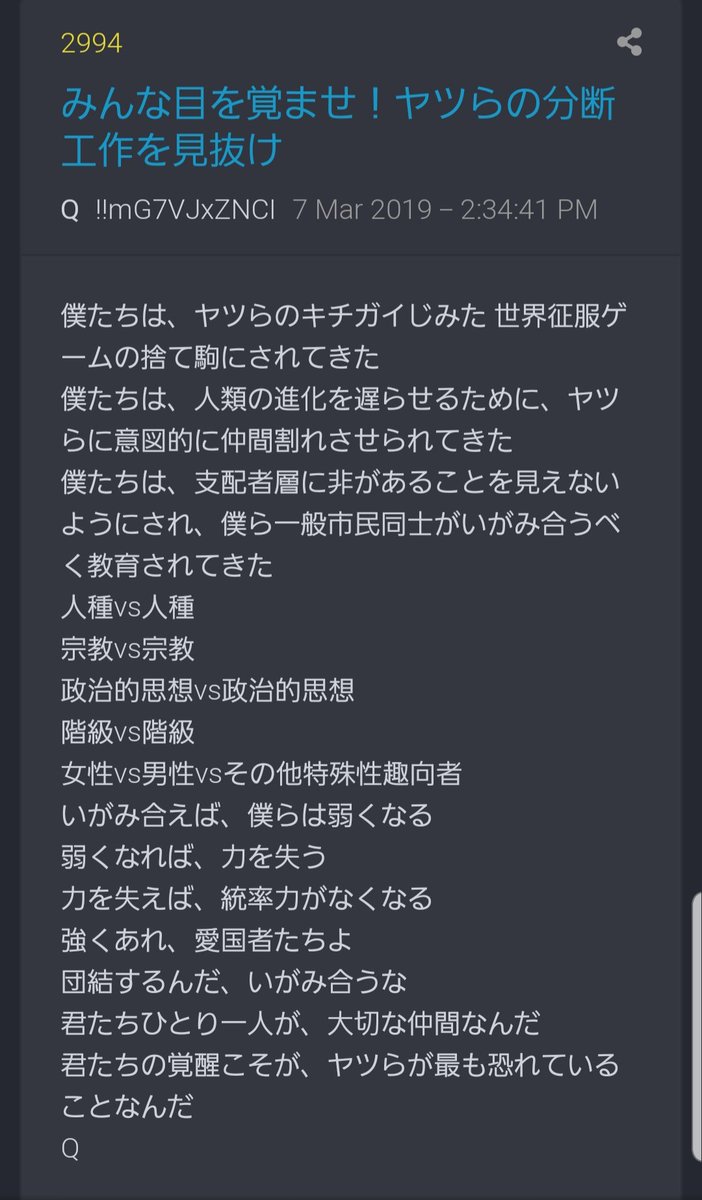 2994
みんな目を覚ませ！ヤツらの分断
工作を見抜け
Q !!mG7VJxZNCI 7 Mar 2019 – 2:34:41 PM
僕たちは、ヤツらのキチガイじみた 世界征服ゲ
ームの捨て駒にされてきた
僕たちは、人類の進化を遅らせるために、ヤツ
らに意図的に仲間割れさせられてきた
僕たちは、支配者層に非があることを見えない
ようにされ、僕ら一般市民同士がいがみ合うべ
く教育されてきた
人種vs人種
宗教vs宗教
政治的思想vs政治的思想
階級vs階級
女性vs男性vsその他特殊性趣向者
いがみ合えば、僕らは弱くなる
弱くなれば、力を失う
力を失えば、統率力がなくなる
強くあれ、愛国者たちよ
団結するんだ、いがみ合うな
君たちひとり一人が、大切な仲間なんだ
君たちの覚醒こそが、ヤツらが最も恐れている
ことなんだ
Q